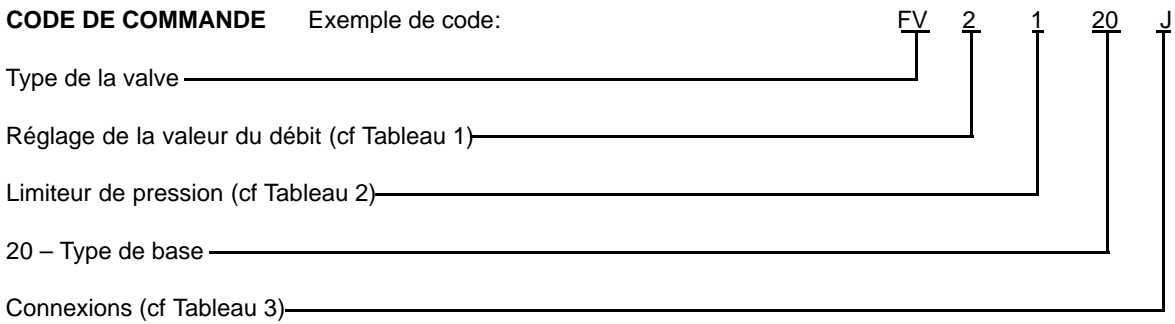 CODE DE COMMANDE Exemple de code: FV 2 1 20 J
Type de la valve
Réglage de la valeur du débit (cf Tableau 1)
Limiteur de pression (cf Tableau 2)
20 – Type de base
Connexions (cf Tableau 3)